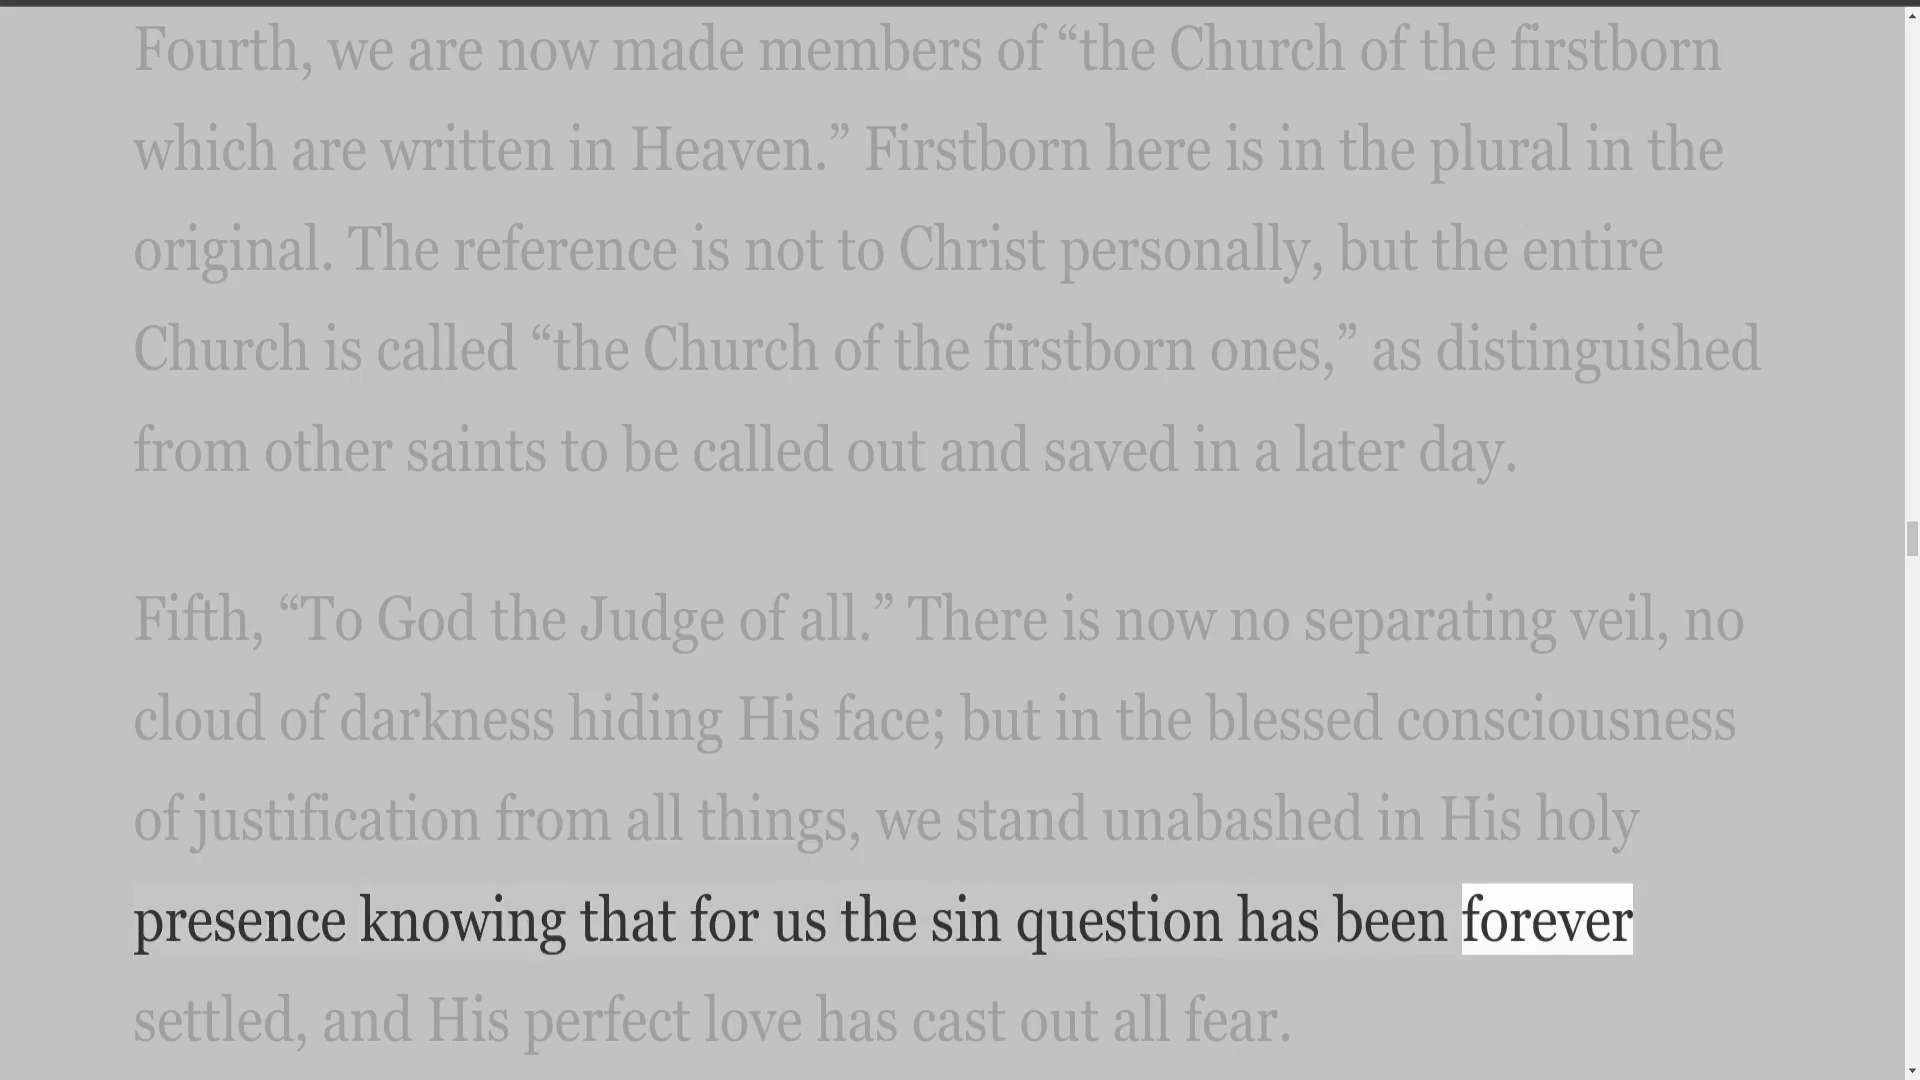 Fourth, we are now made members of “the Church of the firstborn
which are written in Heaven.” Firstborn here is in the plural in the
original. The reference is not to Christ personally, but the entire
Church is called “the Church of the firstborn ones,” as distinguished
from other saints to be called out and saved in a later day.
Fifth, “To God the Judge of all.” There is now no separating veil, no
cloud of darkness hiding His face; but in the blessed consciousness
of justification from all things, we stand unabashed in His holy
presence knowing that for us the sin question has been forever
settled, and His perfect love has cast out all fear.